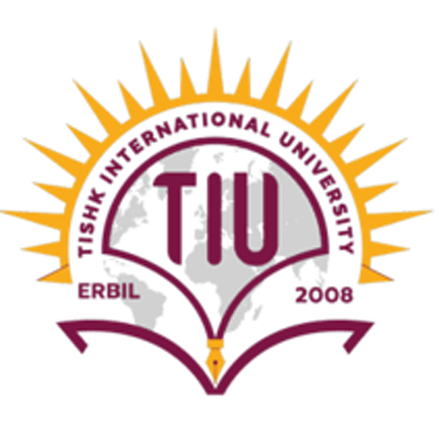 TISHK INTERNATIONAL UNIVERSITY
TIU
ERBIL
2008